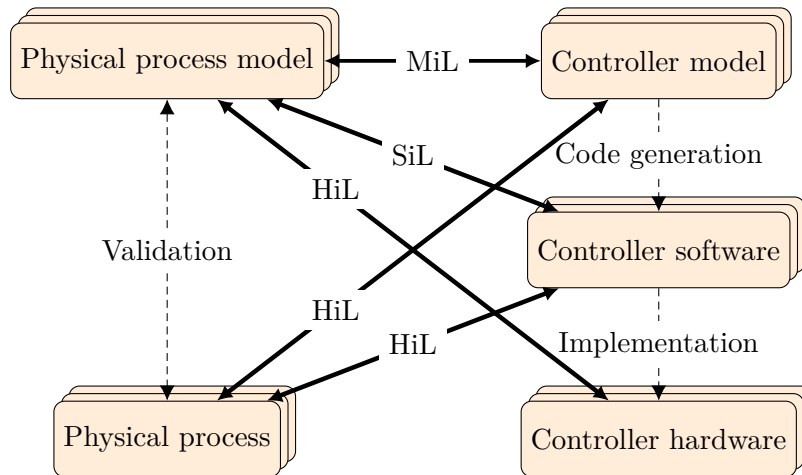 Physical process model
MiL
Controller model
SiL
Code generation
HiL
Validation
Controller software
HiL
HiL
Implementation
Physical process
Controller hardware